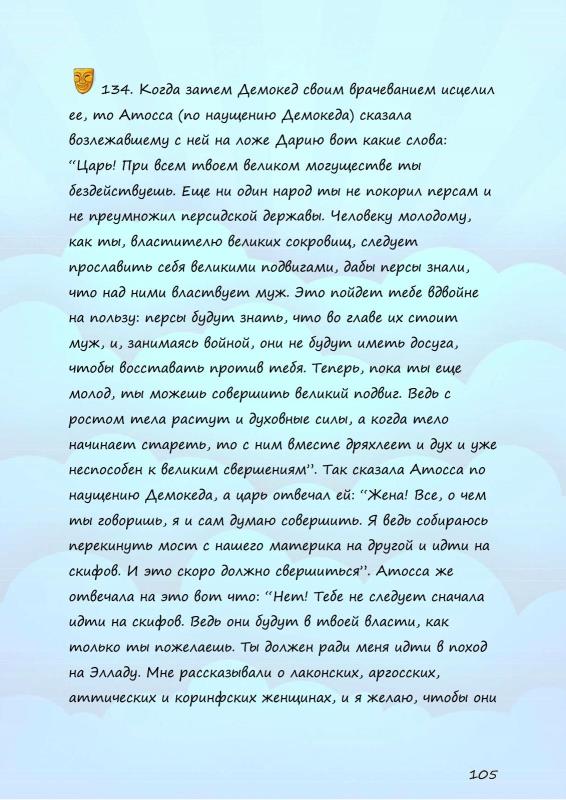 134. Когда затем Демокед своим врачеванием исцелил
ее, то Атосса (по наущению Демокеда) сказала
возлежавшему с ней на ложе Дарию вот какие слова:
“Царь! При всем твоем великом могуществе ты
бездействуешь. Еще ни один народ ты не покорил персам и
не преумножил персидской державы. Человеку молодому,
как ты, властителю великих сокровищ, следует
прославить себя великими подвигами, дабы персы знали,
что над ними властвует муж. Это пойдет тебе вдвойне
на пользу: персы будут знать, что во главе их стоит
муж, и, занимаясь войной, они не будут иметь досуга,
чтобы восставать против тебя. Теперь, пока ты еще
молод, ты можешь совершить великий подвиг. Ведь с
ростом тела растут и духовные силы, а когда тело
начинает стареть, то с ним вместе дряхлеет и дух и уже
неспособен к великим свершениям”. Так сказала Атосса по
наущению Демокеда, а царь отвечал ей: “Жена! Все, о чем
ты говоришь, я и сам думаю совершить. Я ведь собираюсь
перекинуть мост с нашего материка на другой и идти на
скифов. И это скоро должно свершиться”. Атосса же
отвечала на это вот что: “Нет! Тебе не следует сначала
идти на скифов. Ведь они будут в твоей власти, как
только ты пожелаешь. Ты должен ради меня идти в поход
на Элладу. Мне рассказывали о лаконских, аргосских,
аттических и коринфских женщинах, и я желаю, чтобы они
105